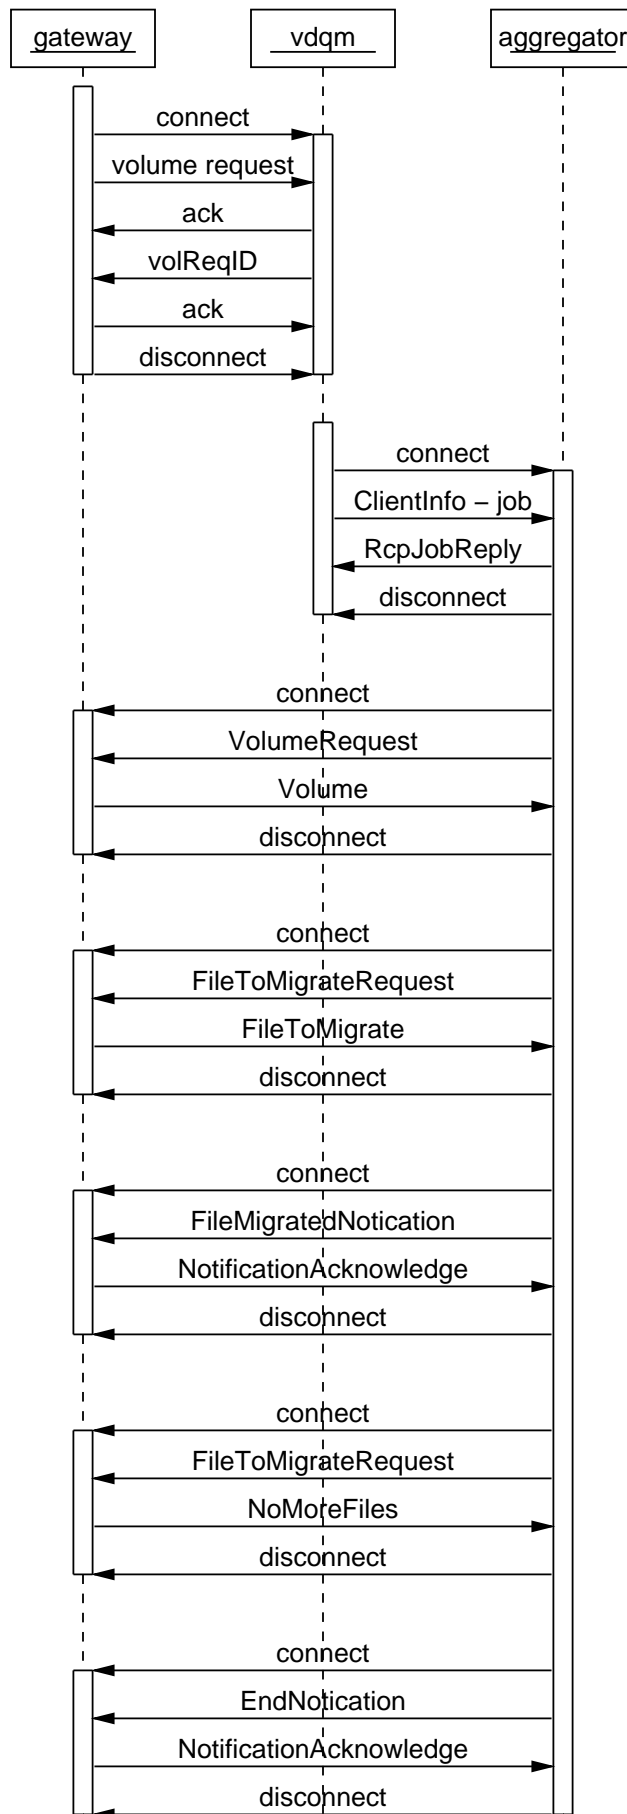 gateway
vdqm
aggregator
connect
volume request
ack
volReqID
ack
disconnect
connect
ClientInfo – job
RcpJobReply
disconnect
connect
VolumeRequest
Volume
disconnect
connect
FileToMigrateRequest
FileToMigrate
disconnect
connect
FileMigratedNotication
NotificationAcknowledge
disconnect
connect
FileToMigrateRequest
NoMoreFiles
disconnect
connect
EndNotication
NotificationAcknowledge
disconnect